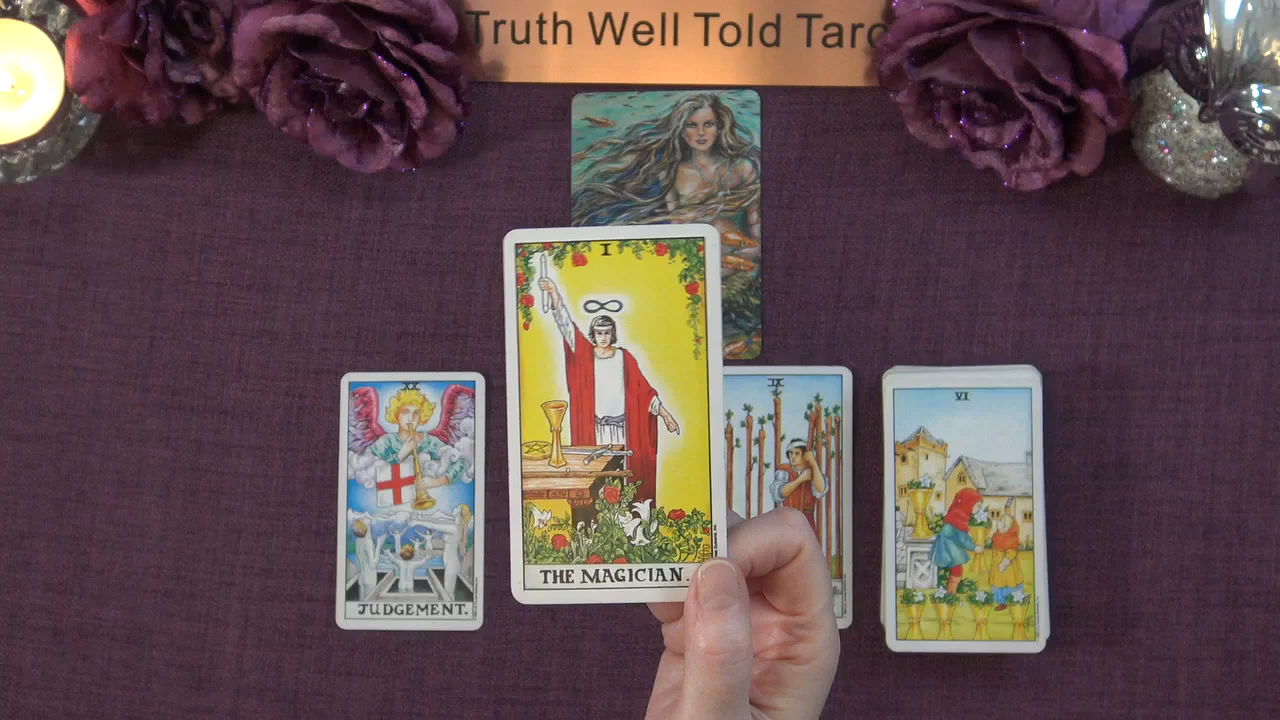 Truth Well Told Taro
I
THE MAGICIAN.
XX
JUDGEMENT.
IX
VI